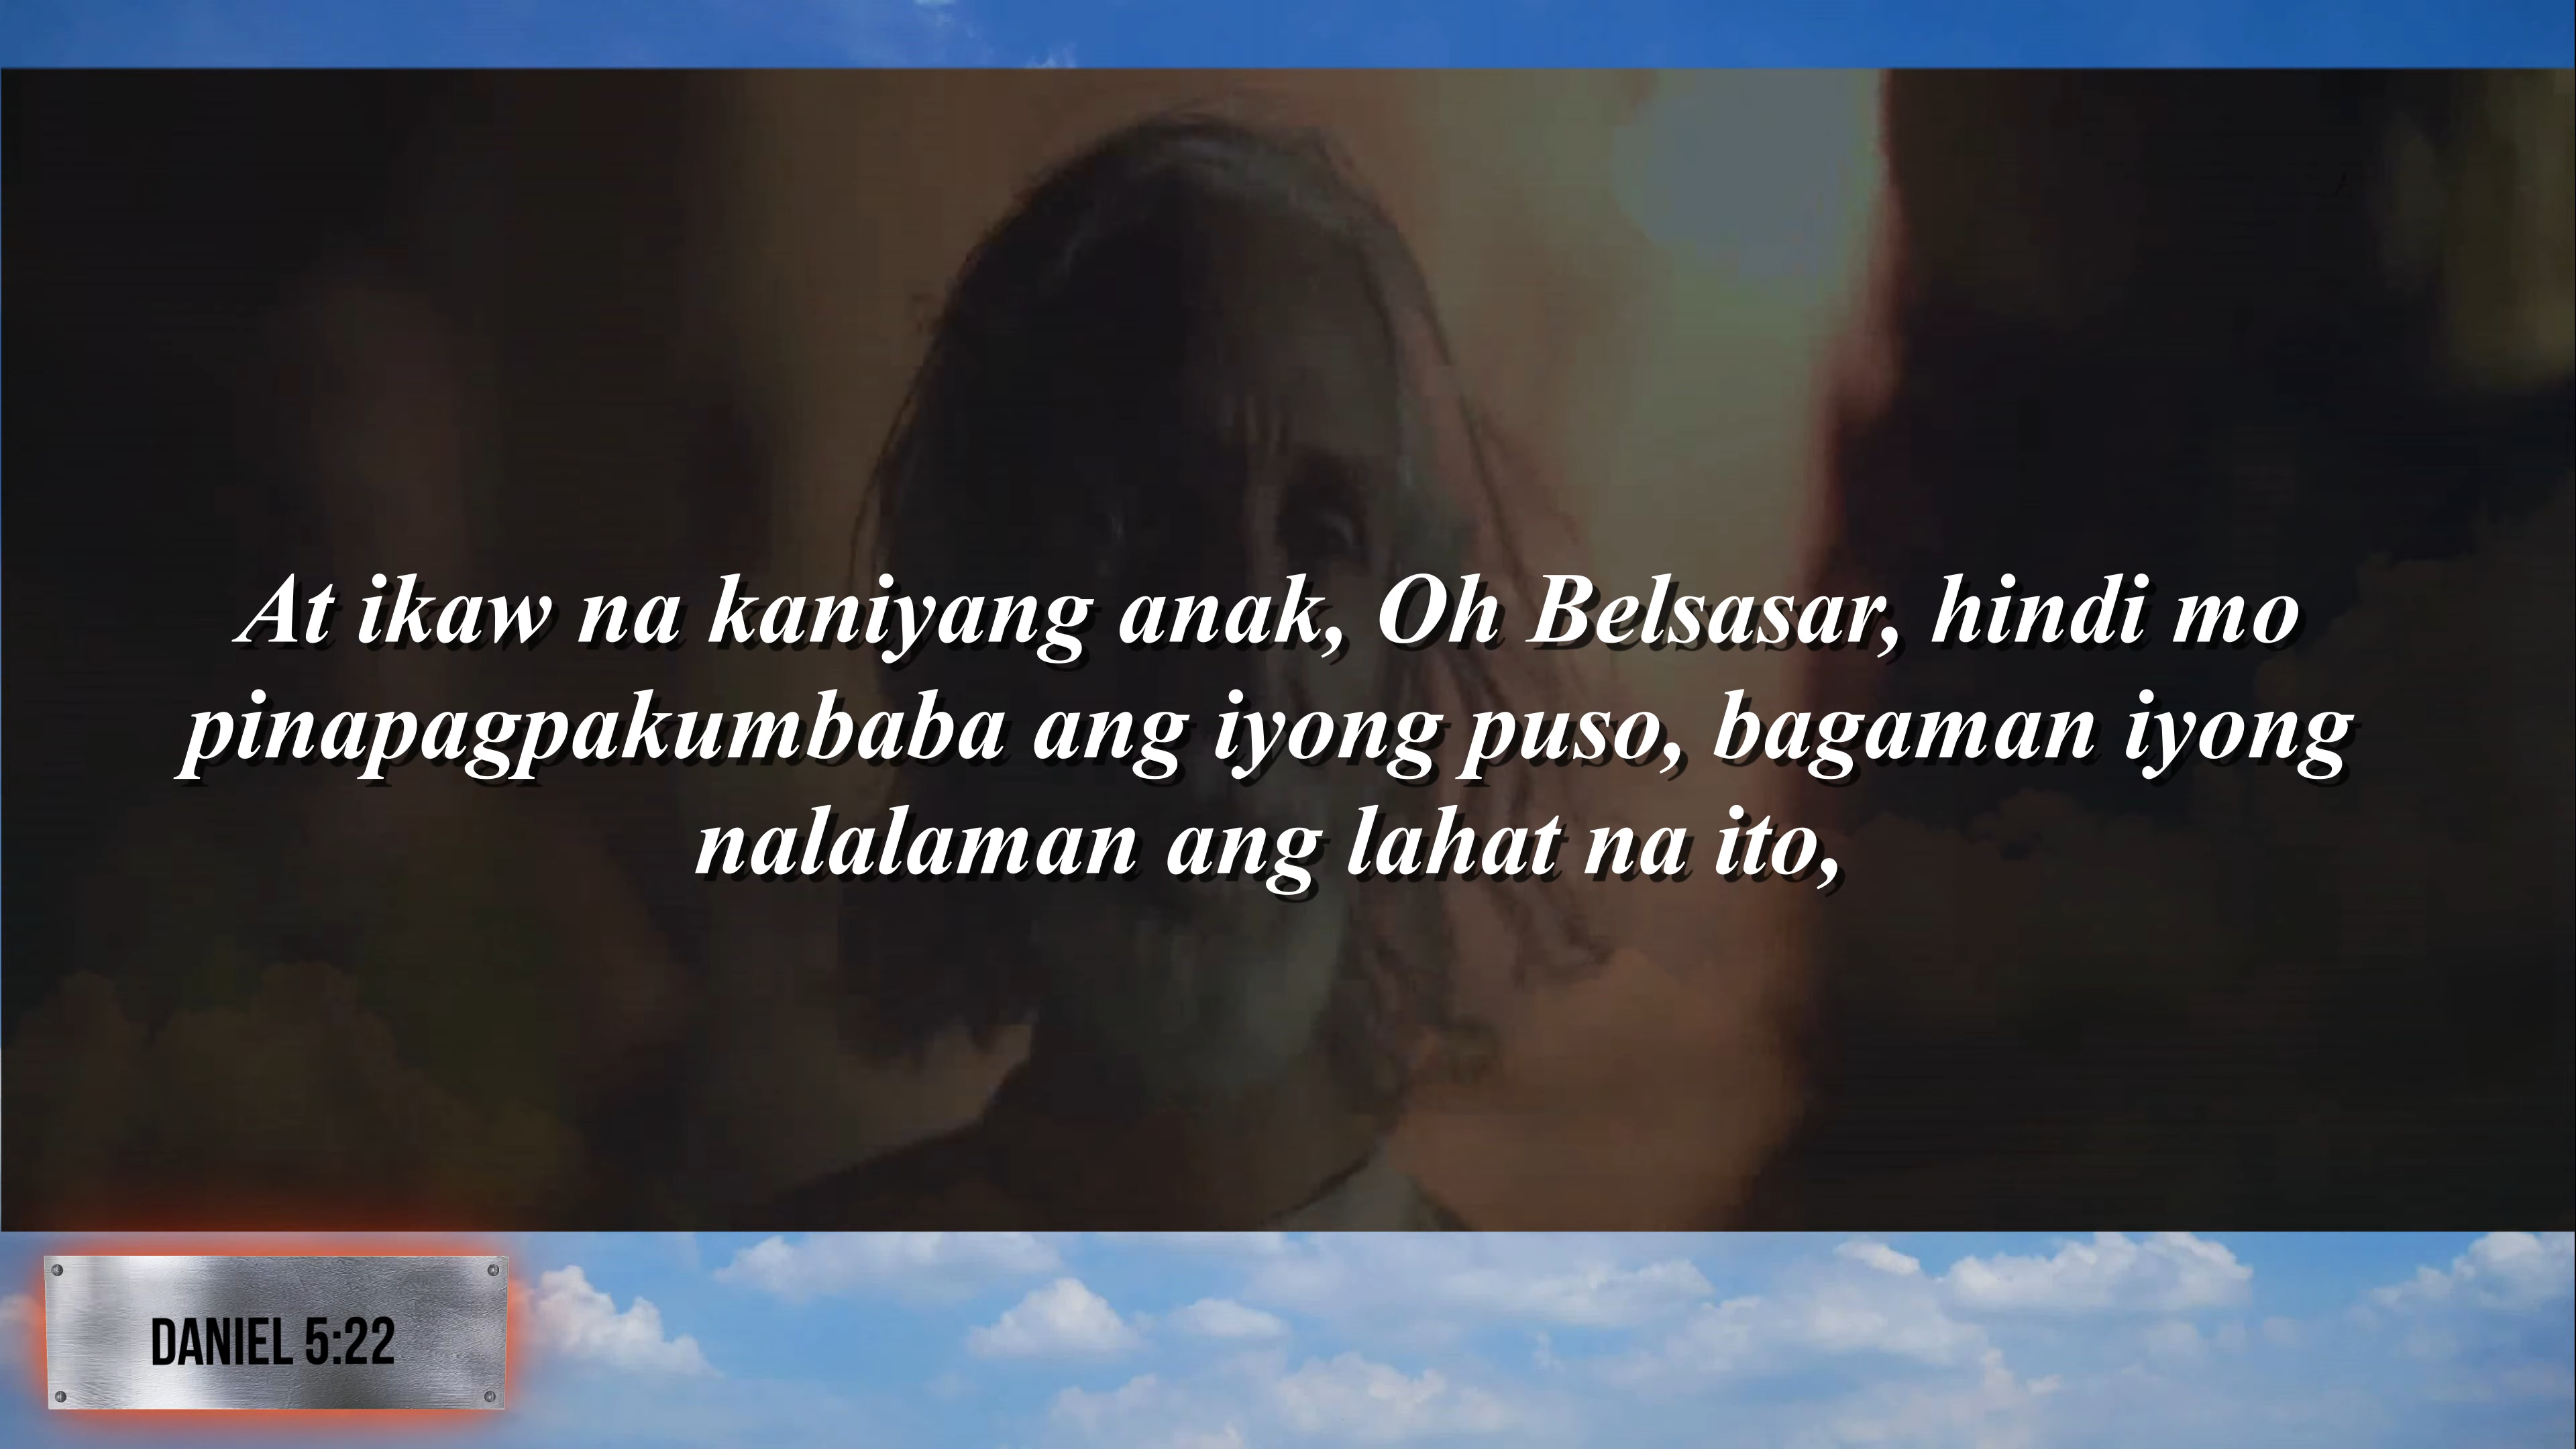 At ikaw na kaniyang anak, Oh Belsasar, hindi mo
pinapagpakumbaba ang iyong puso, bagaman iyong
nalalaman ang lahat na ito,
DANIEL 5:22